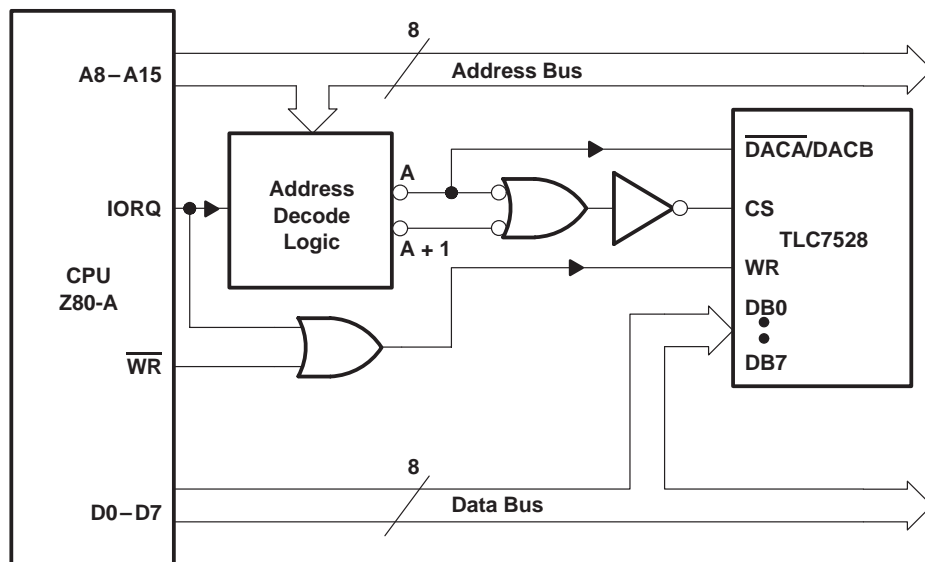 8
A8–A15
Address Bus
A
Address
Decode
Logic
A + 1
IORQ
CPU
Z80-A
WR
D0–D7
8
Data Bus
DACA/DACB
CS
TLC7528
WR
DB0
DB7